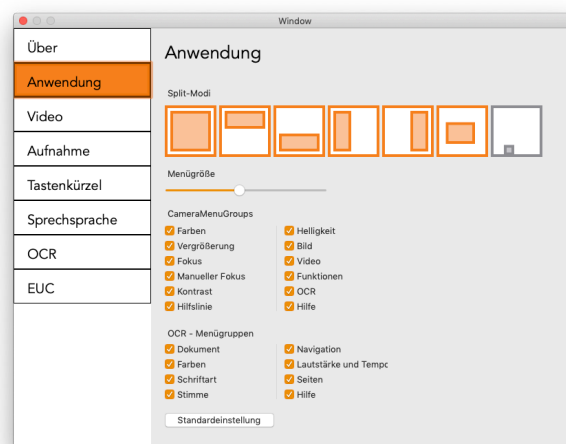 Window
Über
Anwendung
Video
Aufnahme
Tastenkürzel
Sprechsprache
OCR
EUC
Anwendung
Split-Modi
Menügröße
CameraMenuGroups
Farben
Vergrößerung
Fokus
Manueller Fokus
Kontrast
Hilfslinie
Helligkeit
Bild
Video
Funktionen
OCR
Hilfe
OCR - Menügruppen
Dokument
Farben
Schriftart
Stimme
Navigation
Lautstärke und Tempo
Seiten
Hilfe
Standardeinstellung